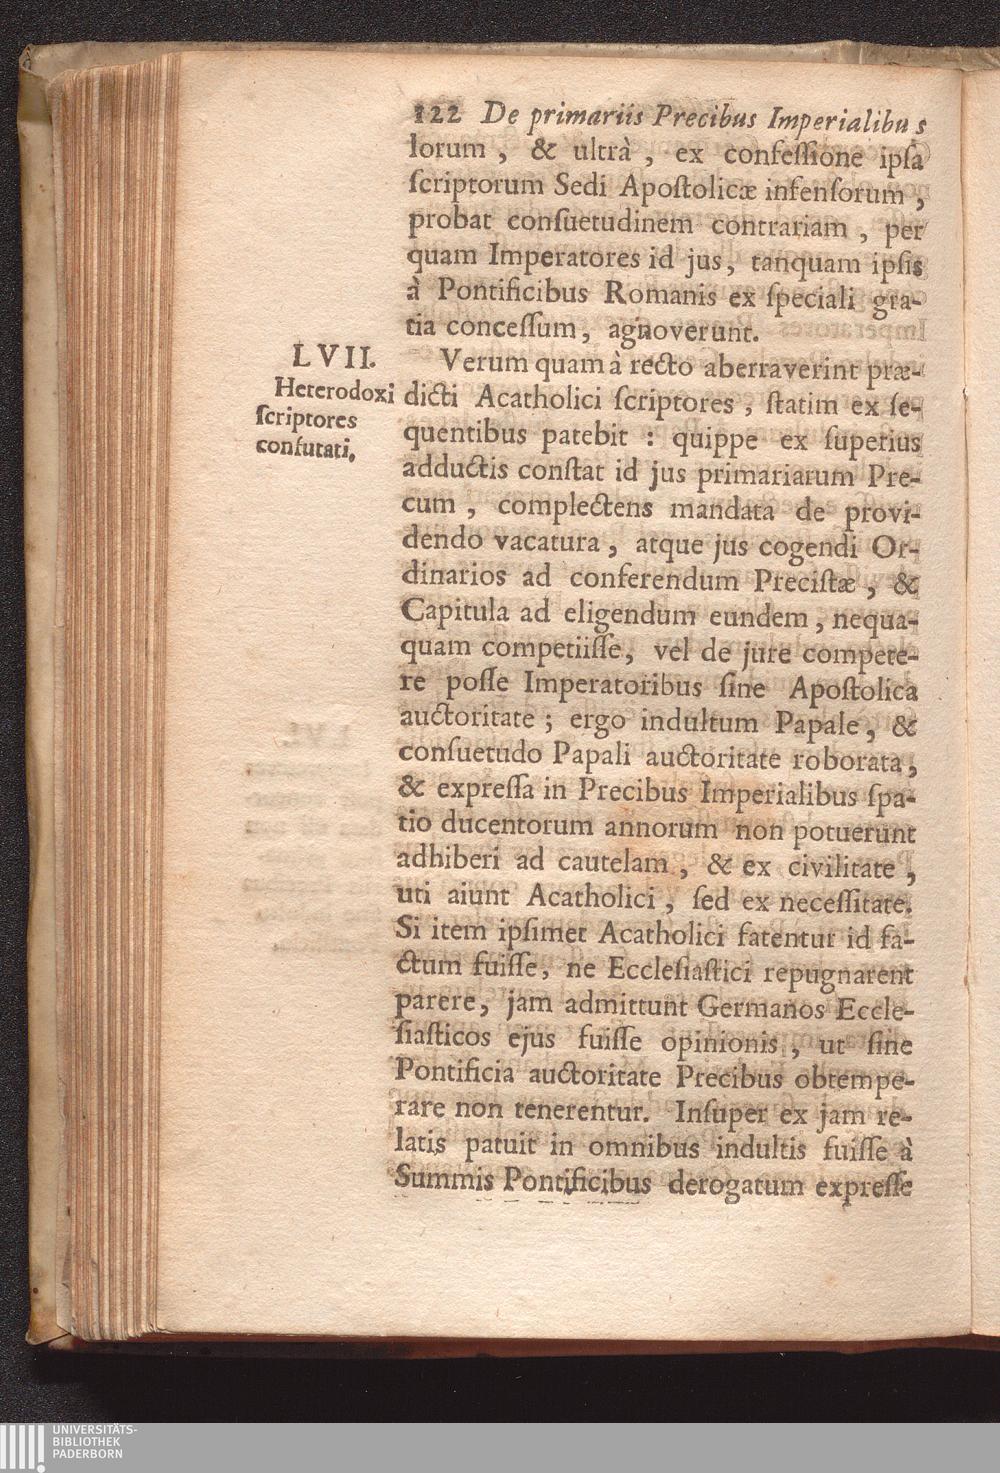 122 De primariis Precibus Imperialibus
lorum , & ultrà , ex confeſſione ipſa
ſcriptorum Sedi Apoſtolicæ infenſorum ,
probat conſuetudinem contrariam , per
quam Imperatores id jus, tanquam ipſis
à Pontificibus Romanis ex ſpeciali gra-
tia conceſſum, agnoverunt.
LVII.
Heterodoxi
ſcriptores
confutati,
Verum quam à recto aberraverint præ-
dicti Acatholici ſcriptores , ſtatim ex ſe-
quentibus patebit : quippe ex ſuperius
adductis conſtat id jus primariarum Pre-
cum , complectens mandata de provi-
dendo vacatura, atque jus cogendi Or-
dinarios ad conferendum Preciſtæ , &
Capitula ad eligendum eundem , nequa-
quam competiiſſe, vel de jure compete-
re poſſe Imperatoribus ſine Apoſtolica
auctoritate ; ergo indultum Papale, &
conſuetudo Papali auctoritate roborata,
& expreſſa in Precibus Imperialibus ſpa-
tio ducentorum annorum non potuerunt
adhiberi ad cautelam , & ex civilitate ,
uti aiunt Acatholici , ſed ex neceſſitate.
Si item ipſimet Acatholici fatentur id fa-
ctum fuiſſe, ne Eccleſiaſtici repugnarent
parere, jam admittunt Germanos Eccle-
ſiaſticos ejus fuiſſe opinionis , ut ſine
Pontificia auctoritate Precibus obtempe-
rare non tenerentur. Inſuper ex jam re-
latis patuit in omnibus indultis fuiſſe à
Summis Pontificibus derogatum expreſſe
UNIVERSITÄTS-
BIBLIOTHEK
PADERBORN